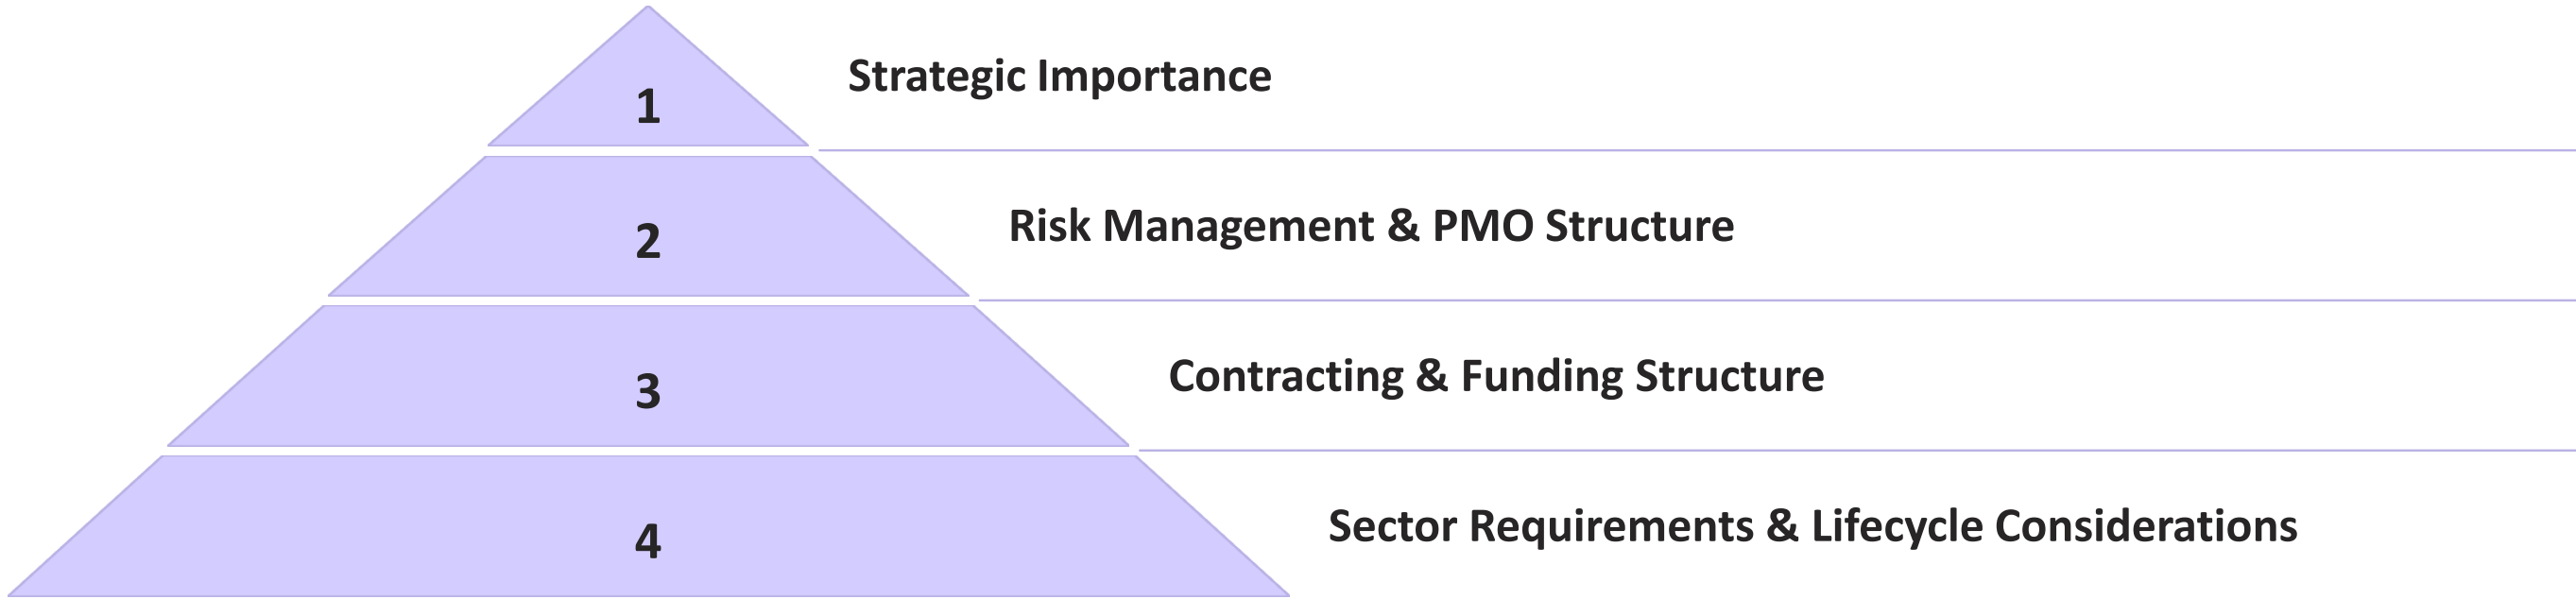 1
Strategic Importance
2
Risk Management & PMO Structure
3
Contracting & Funding Structure
4
Sector Requirements & Lifecycle Considerations